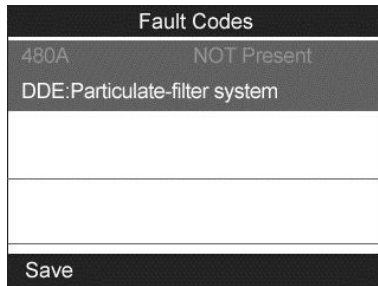 Fault Codes
480A NOT Present
DDE:Particulate-filter system
Save